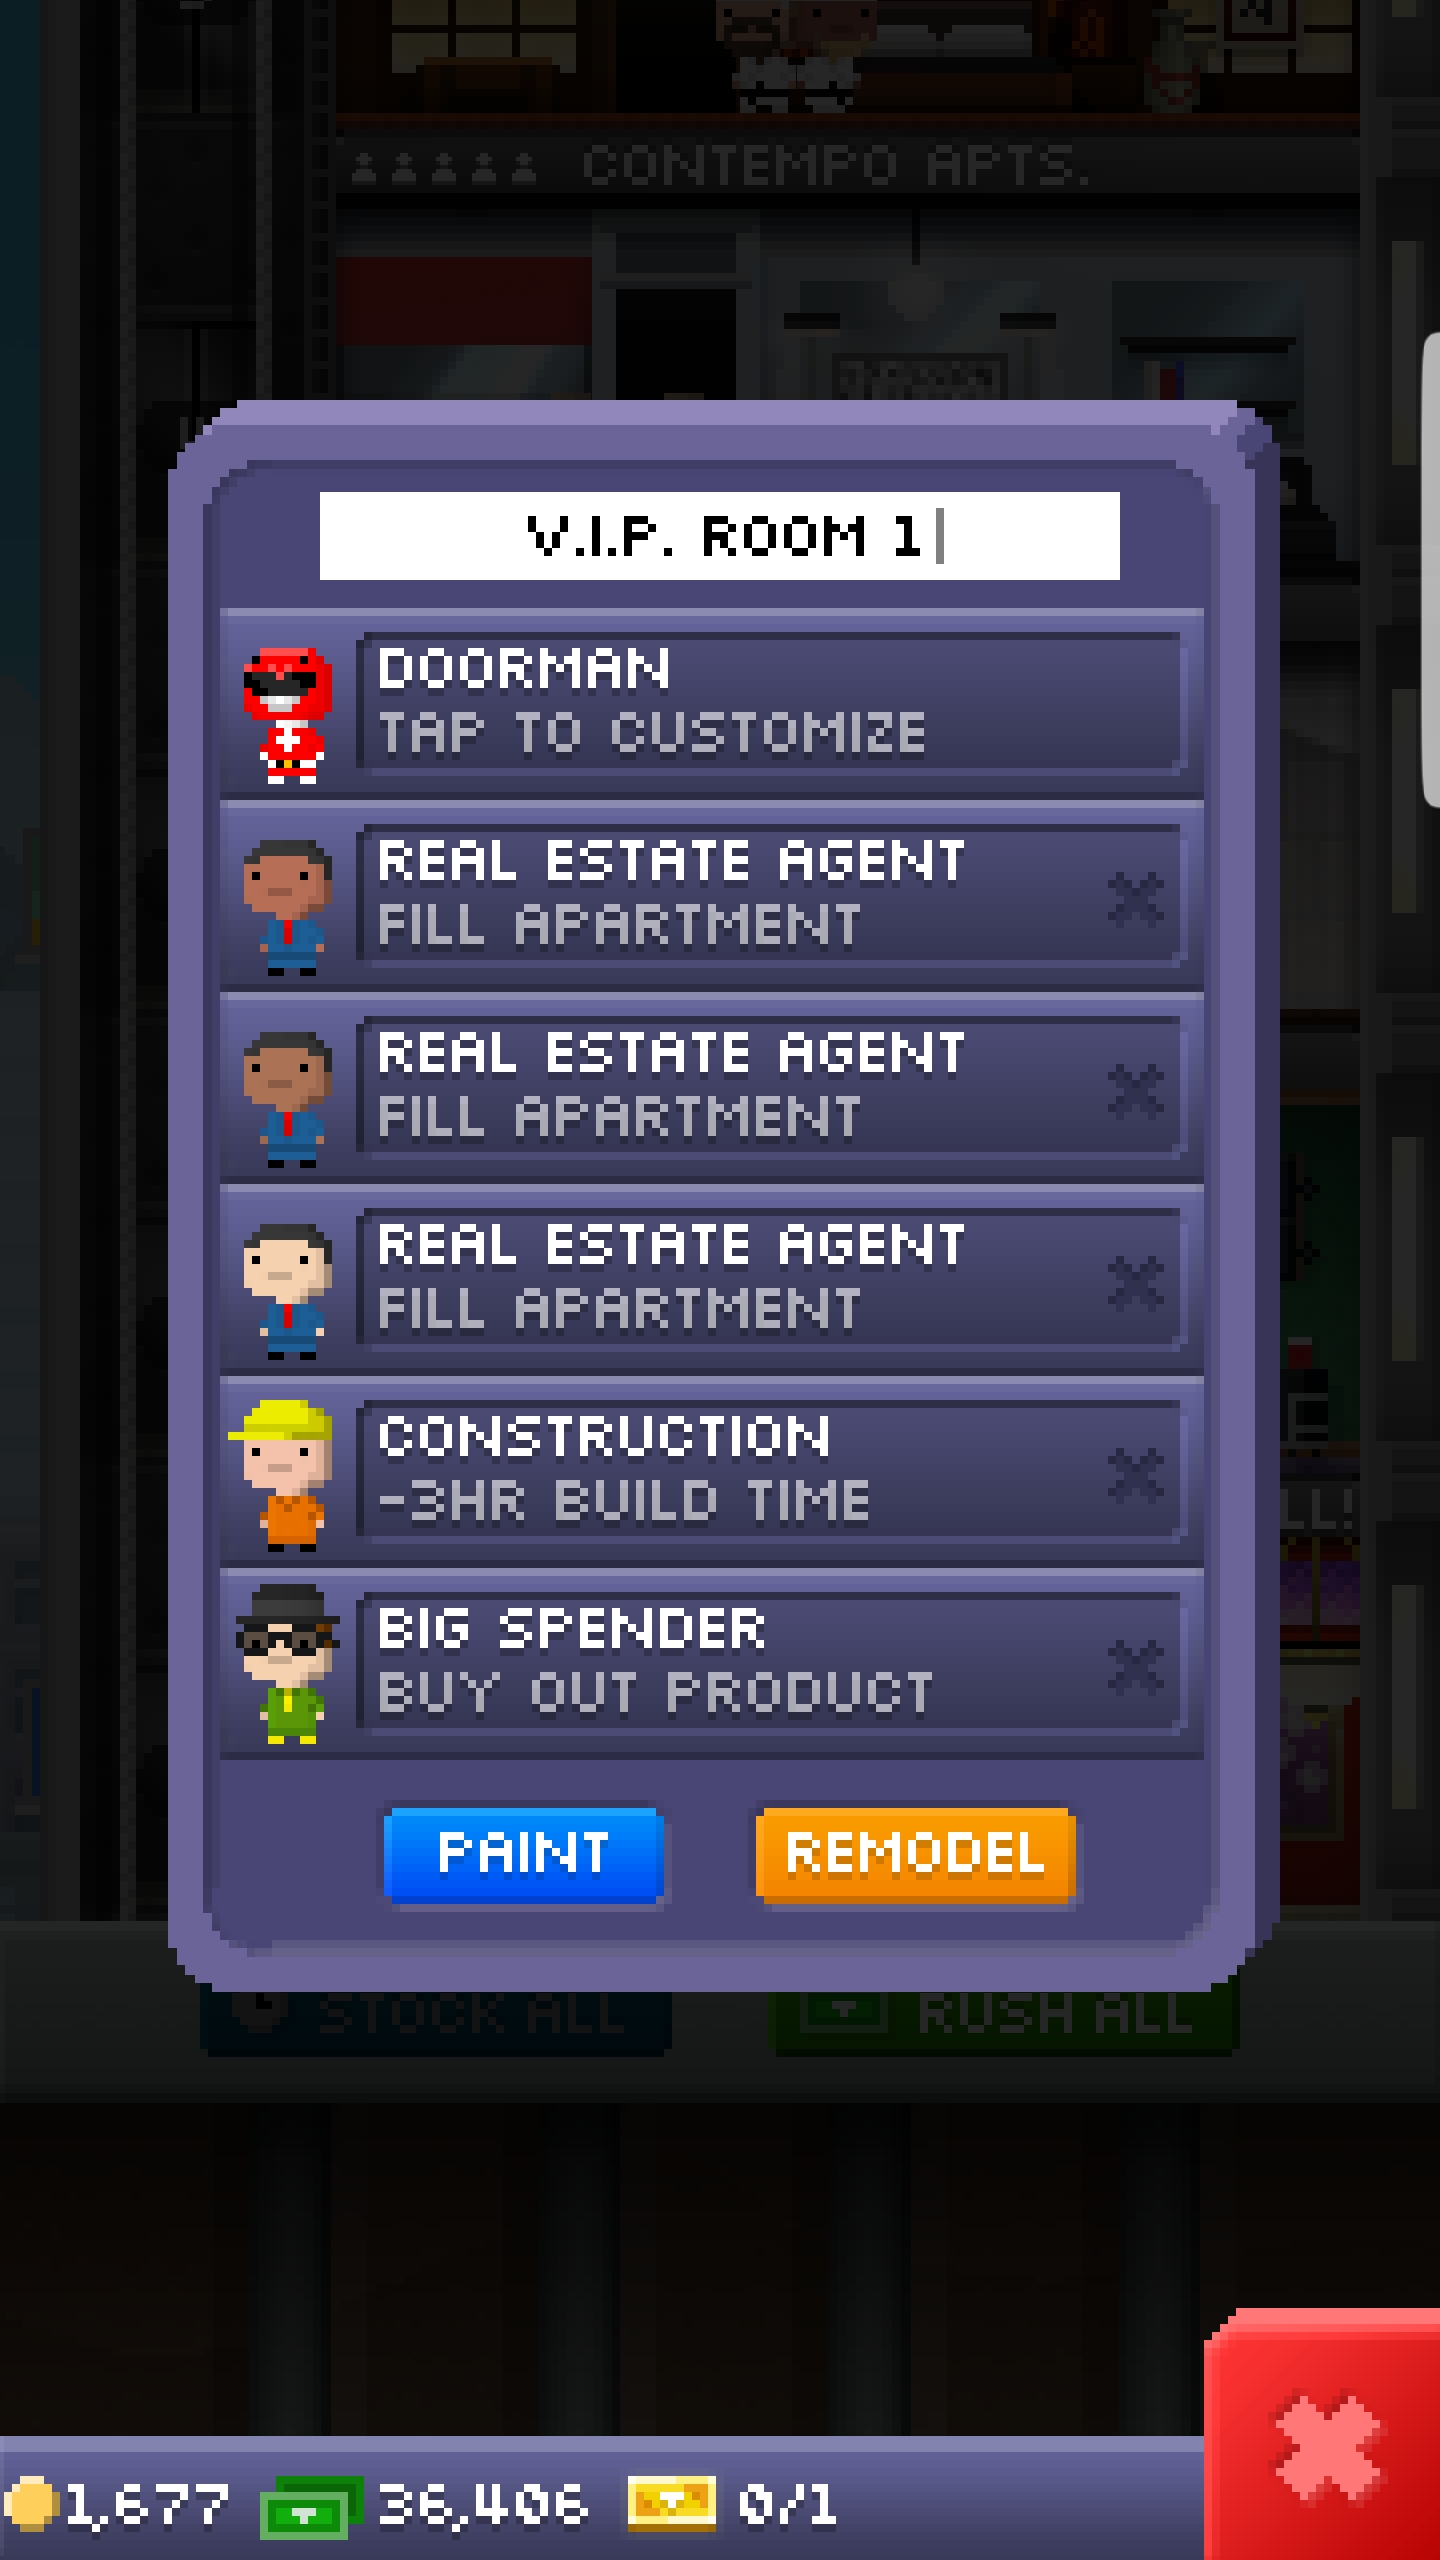 CONTEMPO APTS.
V.I.P. ROOM 1
DOORMAN
TAP TO CUSTOMIZE
REAL ESTATE AGENT
FILL APARTMENT
REAL ESTATE AGENT
FILL APARTMENT
REAL ESTATE AGENT
FILL APARTMENT
CONSTRUCTION
-3HR BUILD TIME
LL!
BIG SPENDER
BUY OUT PRODUCT
PAINT REMODEL
STOCK ALL RUSH ALL
1,677 36,406 0/1